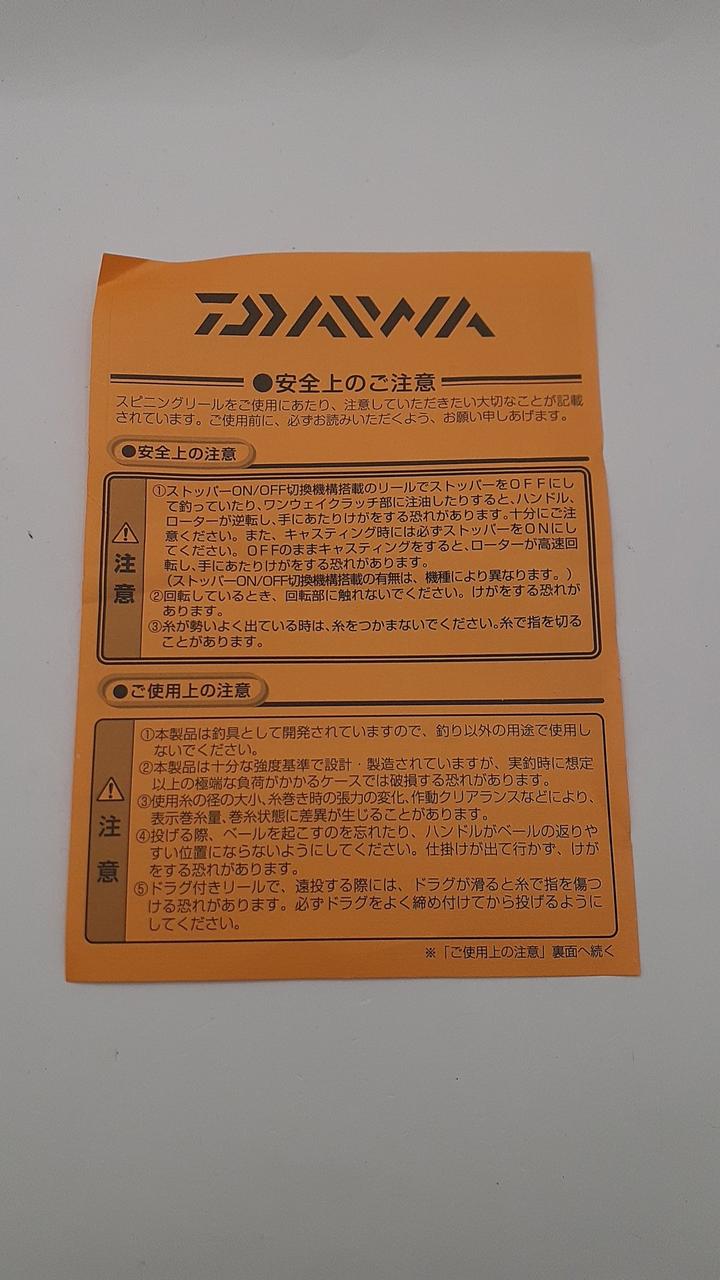 DAIWA
●安全上のご注意
スピニングリールをご使用にあたり、注意していただきたい大切なことが記載
されています。ご使用前に、必ずお読みいただくよう、お願い申しあげます。
●安全上の注意
注意
①ストッパーON/OFF切換機構搭載のリールでストッパーをOFFにし
て釣っていたり、ワンウェイクラッチ部に注油したりすると、ハンドル、
ローターが逆転し、手にあたりけがをする恐れがあります。十分にご注
意ください。また、キャスティング時には必ずストッパーをONにし
てください。OFFのままキャスティングをすると、ローターが高速回
転し、手にあたりけがをする恐れがあります。
(ストッパーON/OFF切換機構搭載の有無は、機種により異なります。)
②回転しているとき、回転部に触れないでください。けがをする恐れが
あります。
③糸が勢いよく出ている時は、糸をつかまないでください。糸で指を切る
ことがあります。
●ご使用上の注意
注意
①本製品は釣具として開発されていますので、釣り以外の用途で使用し
ないでください。
②本製品は十分な強度基準で設計・製造されていますが、実釣時に想定
以上の極端な負荷がかかるケースでは破損する恐れがあります。
③使用糸の径の大小、糸巻き時の張力の変化、作動クリアランスなどにより、
表示巻糸量、巻糸状態に差異が生じることがあります。
④投げる際、ベールを起こすのを忘れたり、ハンドルがベールの返りや
すい位置にならないようにしてください。仕掛けが出て行かず、けが
をする恐れがあります。
⑤ドラグ付きリールで、遠投する際には、ドラグが滑ると糸で指を傷つ
ける恐れがあります。必ずドラグをよく締め付けてから投げるように
してください。
※「ご使用上の注意」裏面へ続く